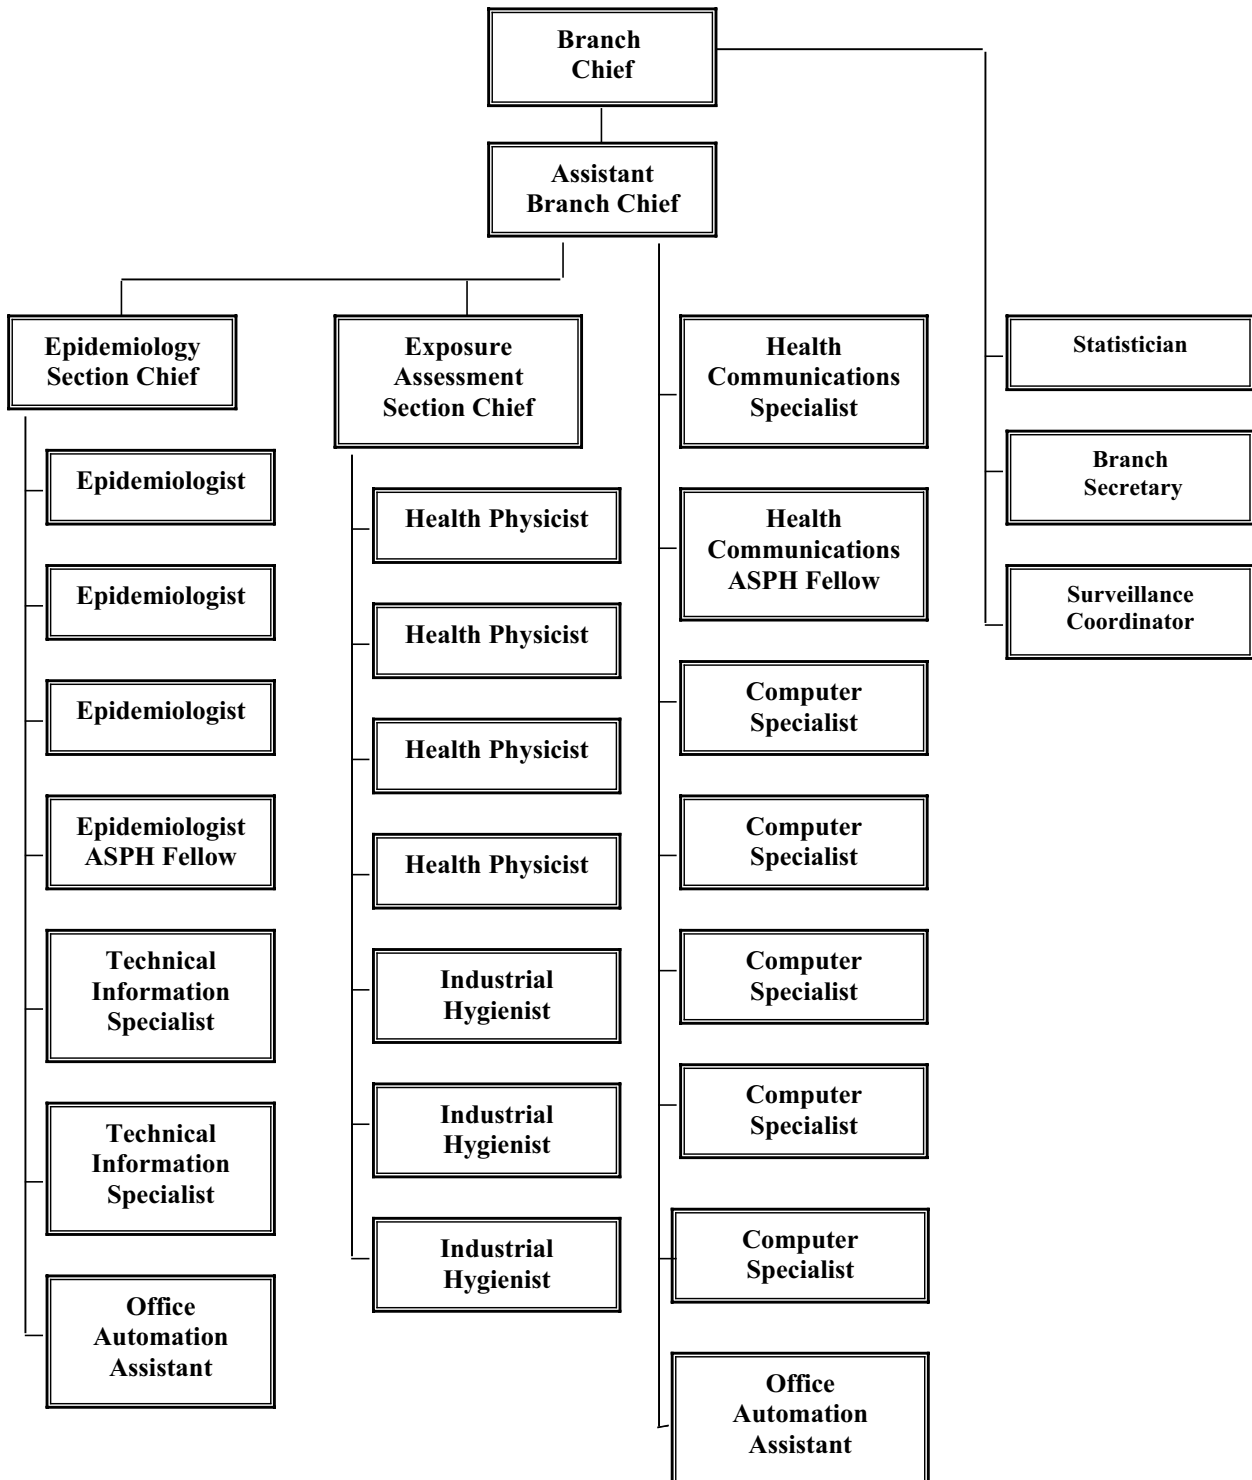 Branch
Chief
Assistant
Branch Chief
Epidemiology
Section Chief
Epidemiologist
Epidemiologist
Epidemiologist
Epidemiologist
ASPH Fellow
Technical
Information
Specialist
Technical
Information
Specialist
Office
Automation
Assistant
Exposure
Assessment
Section Chief
Health Physicist
Health Physicist
Health Physicist
Health Physicist
Industrial
Hygienist
Industrial
Hygienist
Industrial
Hygienist
Health
Communications
Specialist
Health
Communications
ASPH Fellow
Computer
Specialist
Computer
Specialist
Computer
Specialist
Computer
Specialist
Computer
Specialist
Office
Automation
Assistant
Statistician
Branch
Secretary
Surveillance
Coordinator